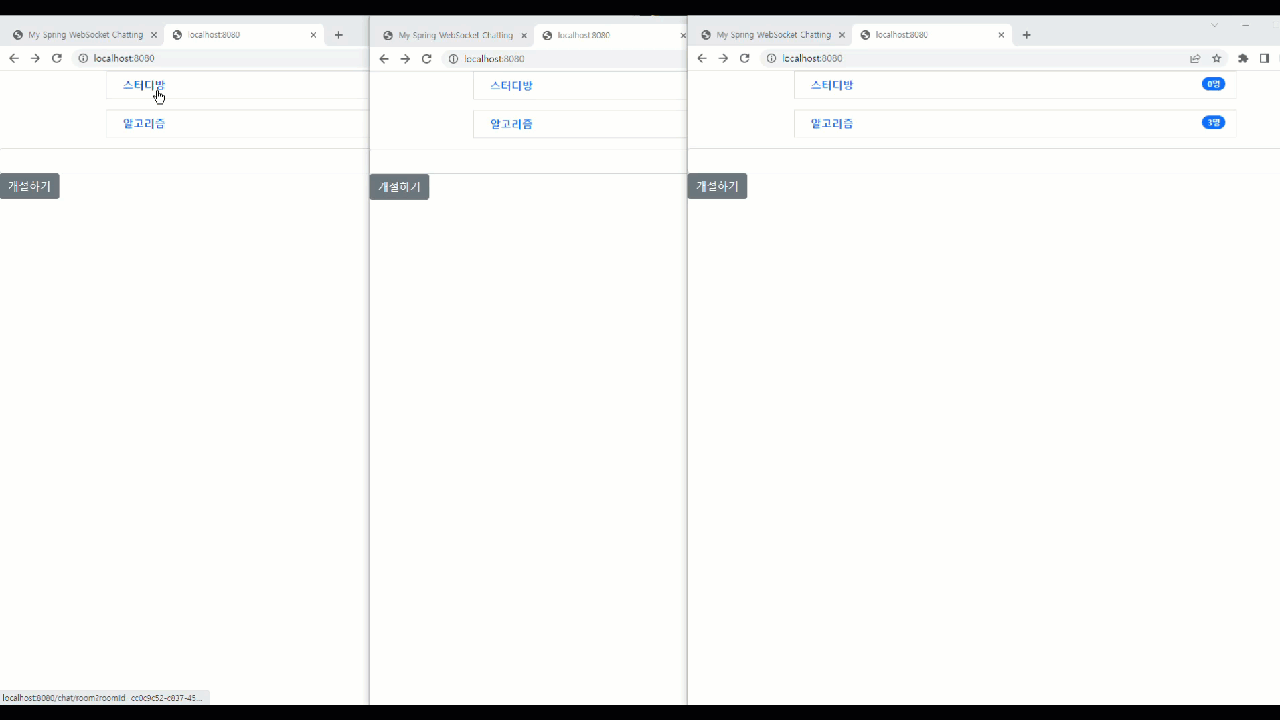 My Spring WebSocket Chatting
localhost:8080
localhost:8080
스터디방
알고리즘
개설하기
localhost:8080/chat/room?roomId=cc0c9c52-c837-45...
My Spring WebSocket Chatting
localhost:8080
localhost:8080
스터디방
알고리즘
개설하기
My Spring WebSocket Chatting
localhost:8080
localhost:8080
스터디방 0명
알고리즘 3명
개설하기